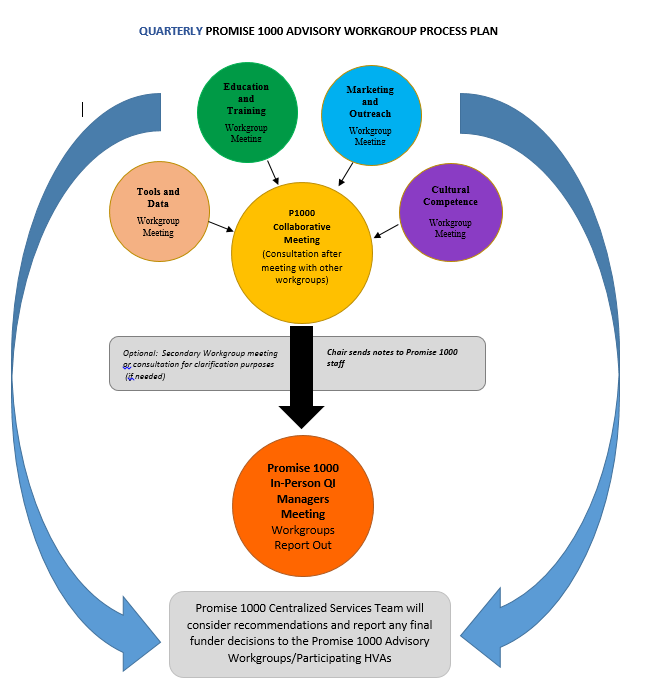 QUARTERLY PROMISE 1000 ADVISORY WORKGROUP PROCESS PLAN
Education
and
Training
Workgroup
Meeting
Marketing
and
Outreach
Workgroup
Meeting
Tools and
Data
Workgroup
Meeting
Cultural
Competence
Workgroup
Meeting
P1000
Collaborative
Meeting
(Consultation after
meeting with other
workgroups)
Optional: Secondary Workgroup meeting
or consultation for clarification purposes
(if needed)
Chair sends notes to Promise 1000
staff
Promise 1000
In-Person QI
Managers
Meeting
Workgroups
Report Out
Promise 1000 Centralized Services Team will
consider recommendations and report any final
funder decisions to the Promise 1000 Advisory
Workgroups/Participating HVAs